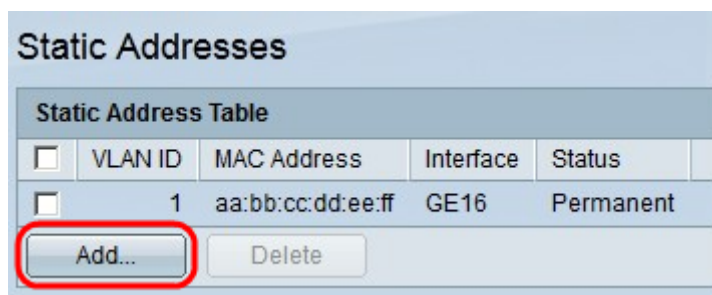 Static Addresses
Static Address Table
VLAN ID MAC Address Interface Status
1 aa:bb:cc:dd:ee:ff GE16 Permanent
Add... Delete